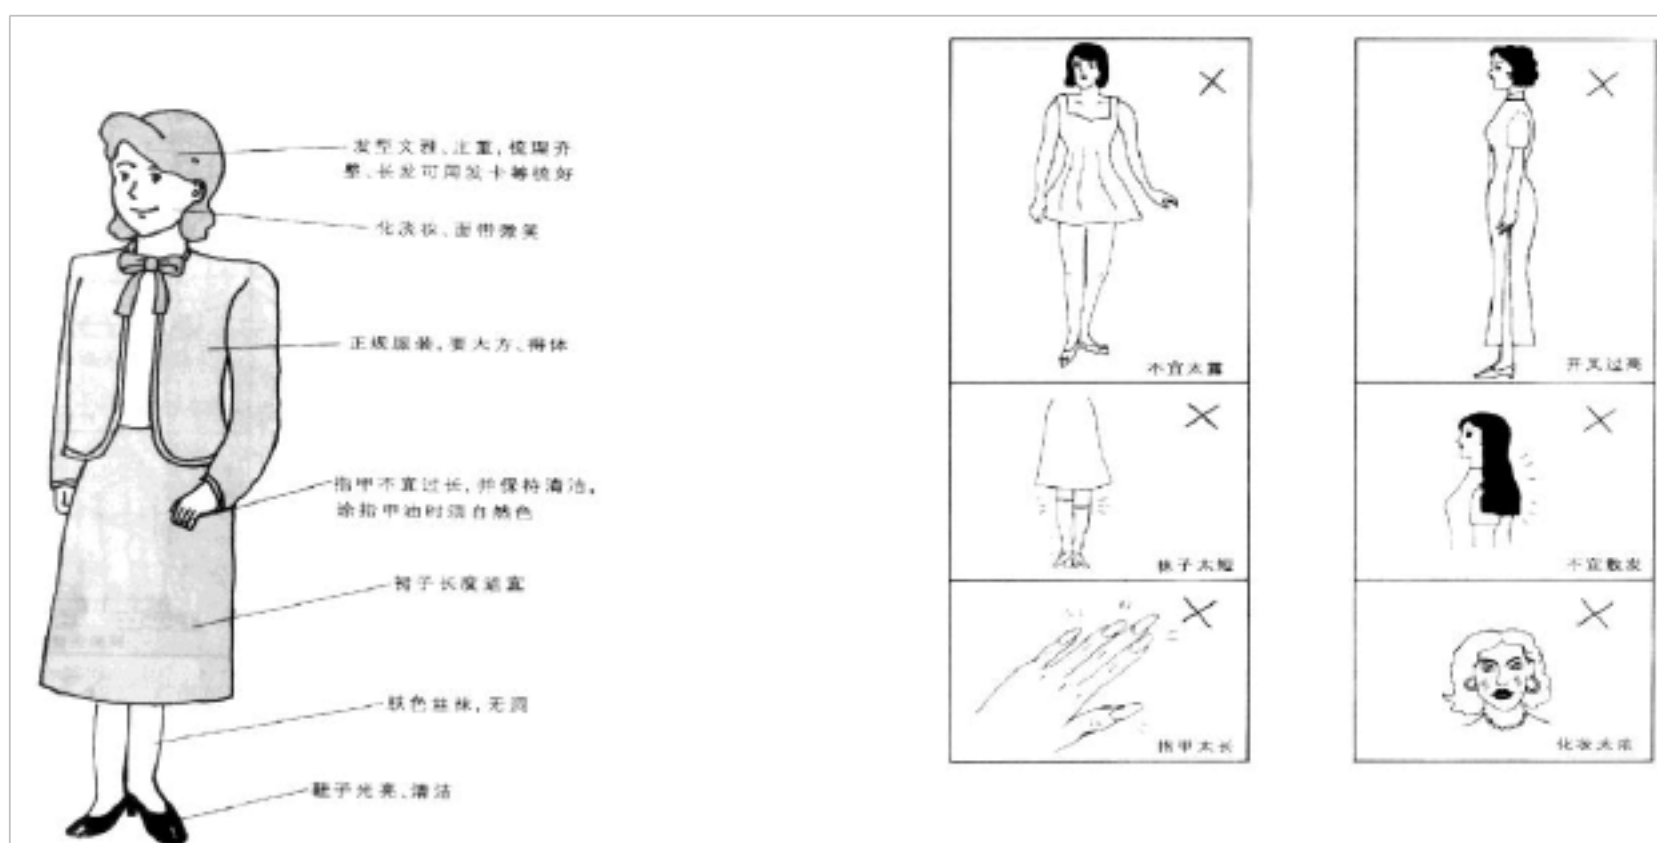 发型文雅、庄重，梳理齐
整、长发可用发卡等梳好
化淡妆、面带微笑
正规服装，要大方、得体
指甲不宜过长，并保持清洁。
涂指甲油时须自然色
裙子长度适宜
肤色丝袜，无洞
鞋子光亮、清洁
不宜太露
袜子太短
指甲太长
开叉过高
不宜散发
化妆太浓